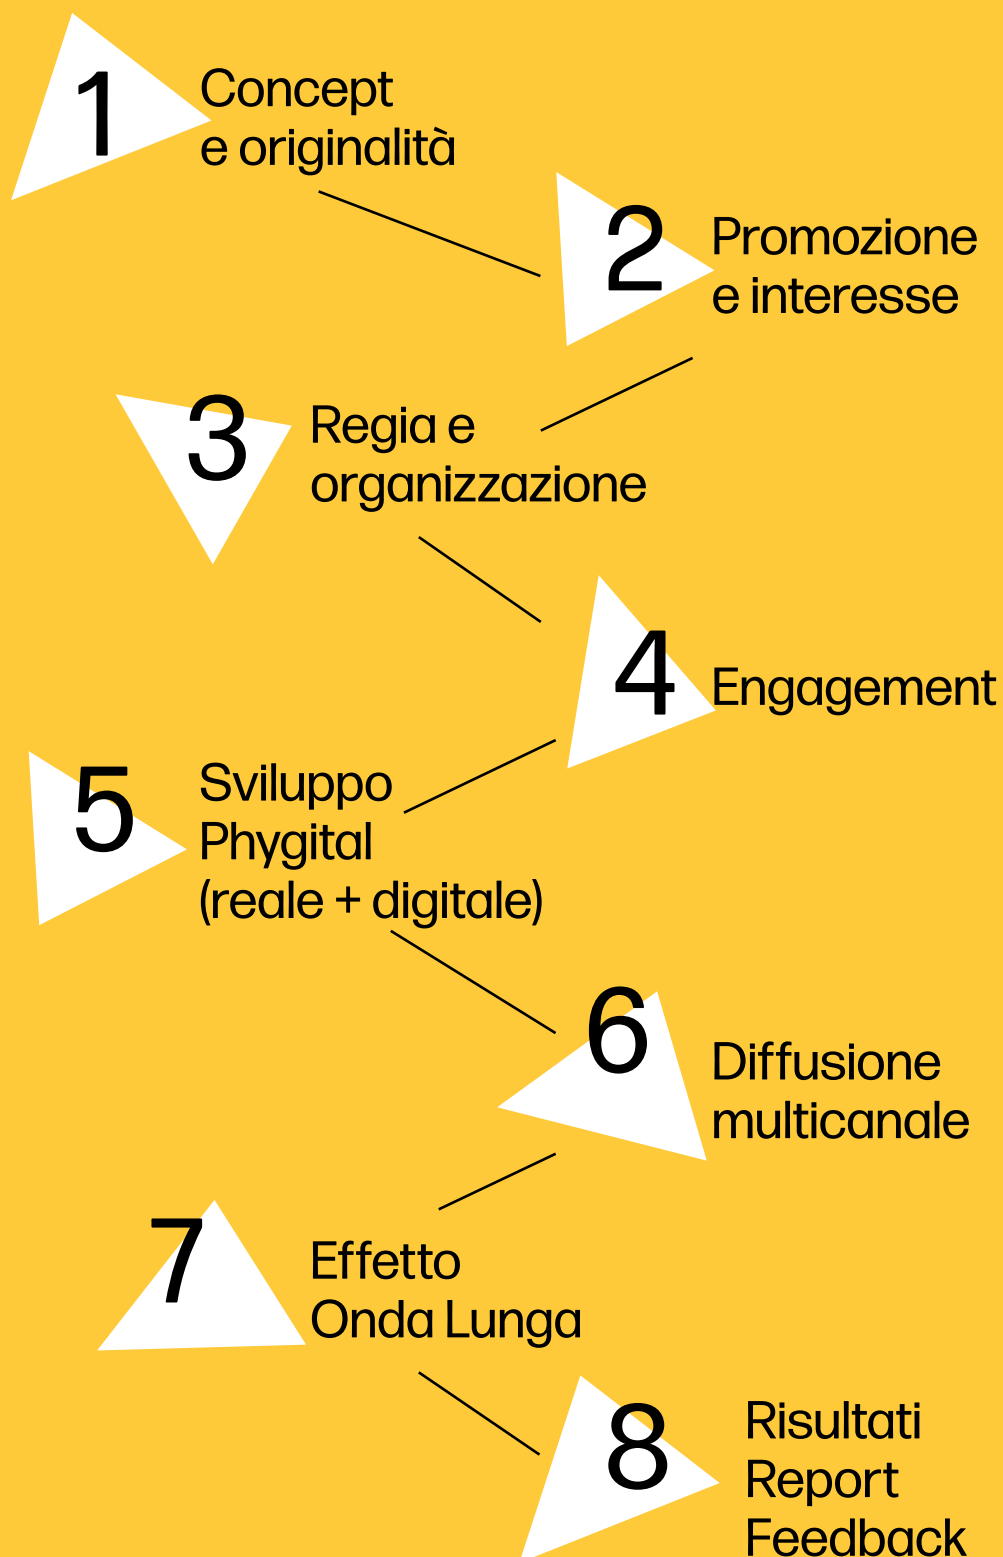 1
Concept
e originalità
2
Promozione
e interesse
3
Regia e
organizzazione
4
Engagement
5
Sviluppo
Phygital
(reale + digitale)
6
Diffusione
multicanale
7
Effetto
Onda Lunga
8
Risultati
Report
Feedback